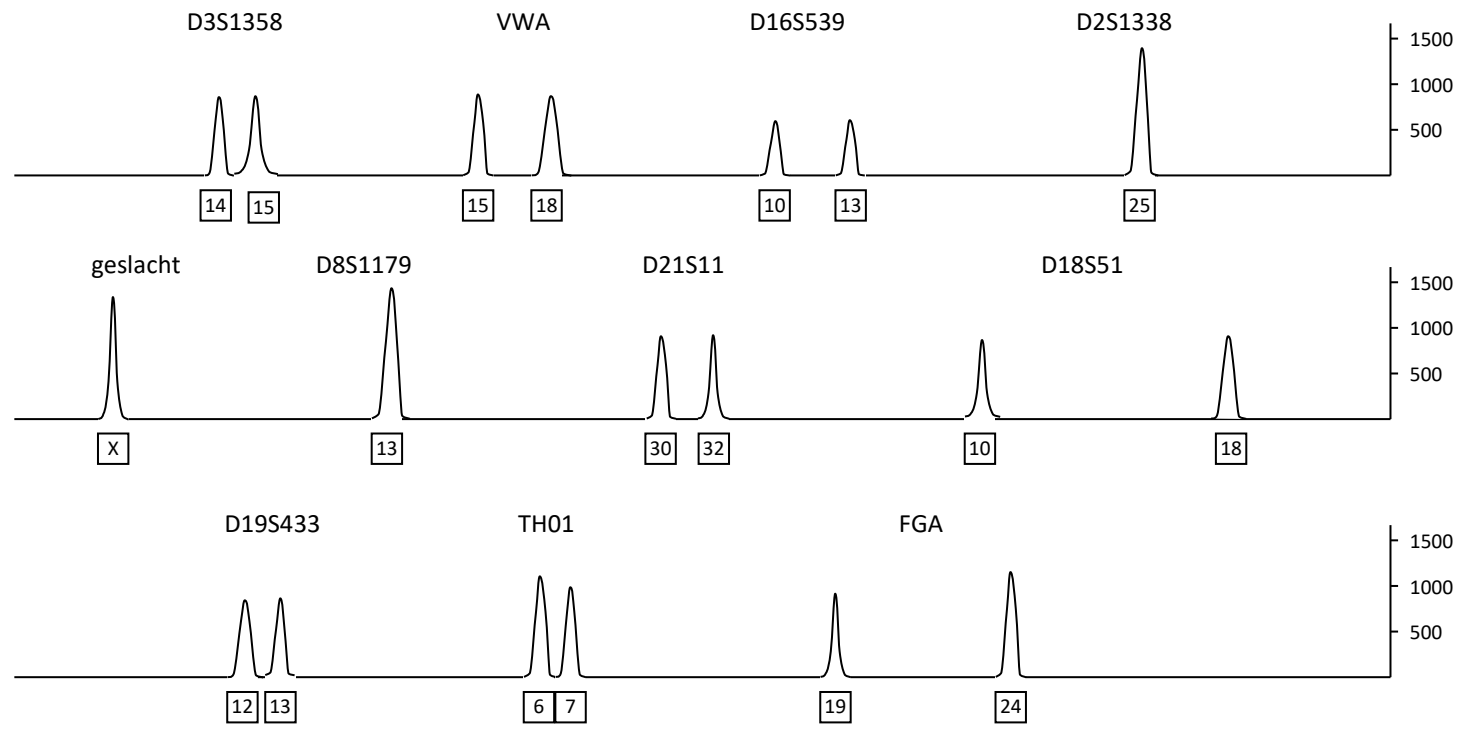 D3S1358 VWA D16S539 D2S1338
1500
1000
500
14 15 15 18 10 13 25
geslacht D8S1179 D21S11 D18S51
1500
1000
500
X 13 30 32 10 18
D19S433 TH01 FGA
1500
1000
500
12 13 6 7 19 24